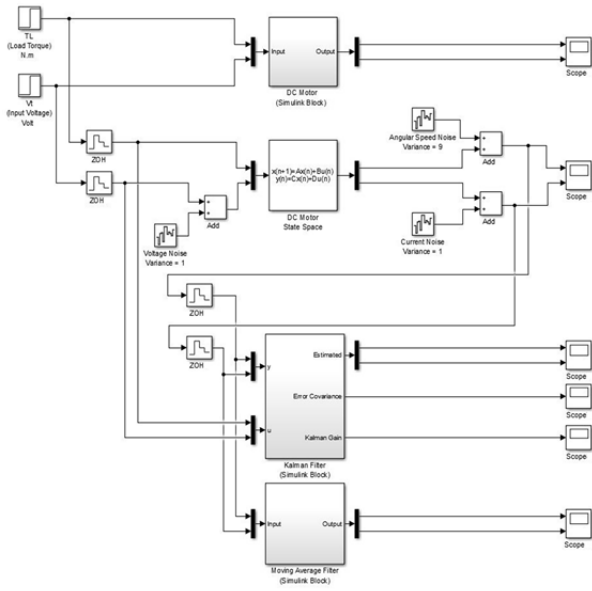 TL
(Load Torque)
N.m
Vt
(Input Voltage)
Volt
Input
Output
DC Motor
(Simulink Block)
Scope
ZOH
ZOH
Add
Voltage Noise
Variance = 1
x(n+1)=Ax(n)+Bu(n)
y(n)=Cx(n)+Du(n)
DC Motor
State Space
Angular Speed Noise
Variance = 9
Add
Current Noise
Variance = 1
Add
Scope
ZOH
ZOH
y
u
Estimated
Error Covariance
Kalman Gain
Kalman Filter
(Simulink Block)
Scope
Scope
Scope
Input
Output
Moving Average Filter
(Simulink Block)
Scope